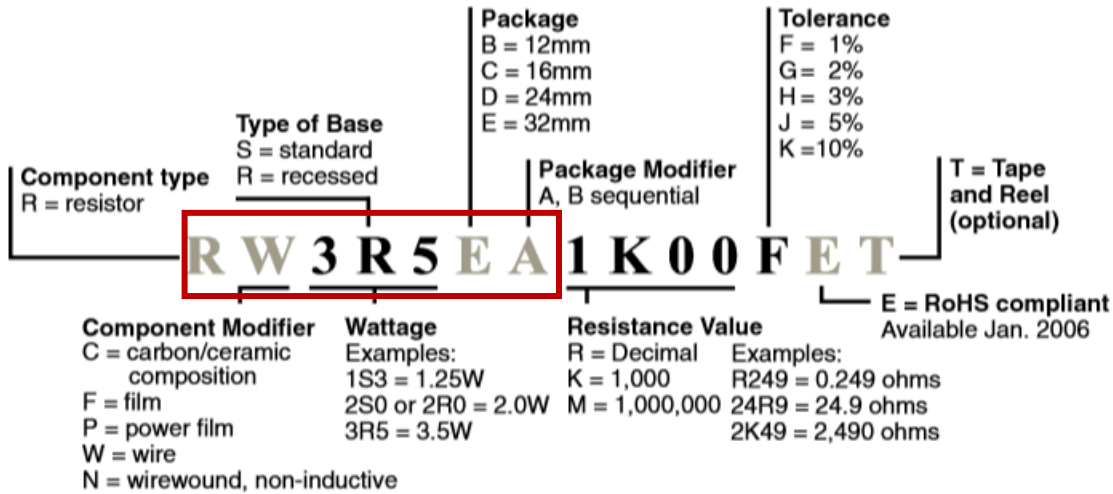 Package
B = 12mm
C = 16mm
D = 24mm
E = 32mm
Tolerance
F = 1%
G= 2%
H= 3%
J = 5%
K =10%
Type of Base
S = standard
R = recessed
Component type
R = resistor
Package Modifier
A, B sequential
T = Tape
and Reel
(optional)
R W 3 R 5 E A 1 K 0 0 F E T
E = RoHS compliant
Available Jan. 2006
Component Modifier
C = carbon/ceramic
composition
F = film
P = power film
W = wire
N = wirewound, non-inductive
Wattage
Examples:
1S3 = 1.25W
2S0 or 2R0 = 2.0W
3R5 = 3.5W
Resistance Value
R = Decimal
K = 1,000
M = 1,000,000
Examples:
R249 = 0.249 ohms
24R9 = 24.9 ohms
2K49 = 2,490 ohms